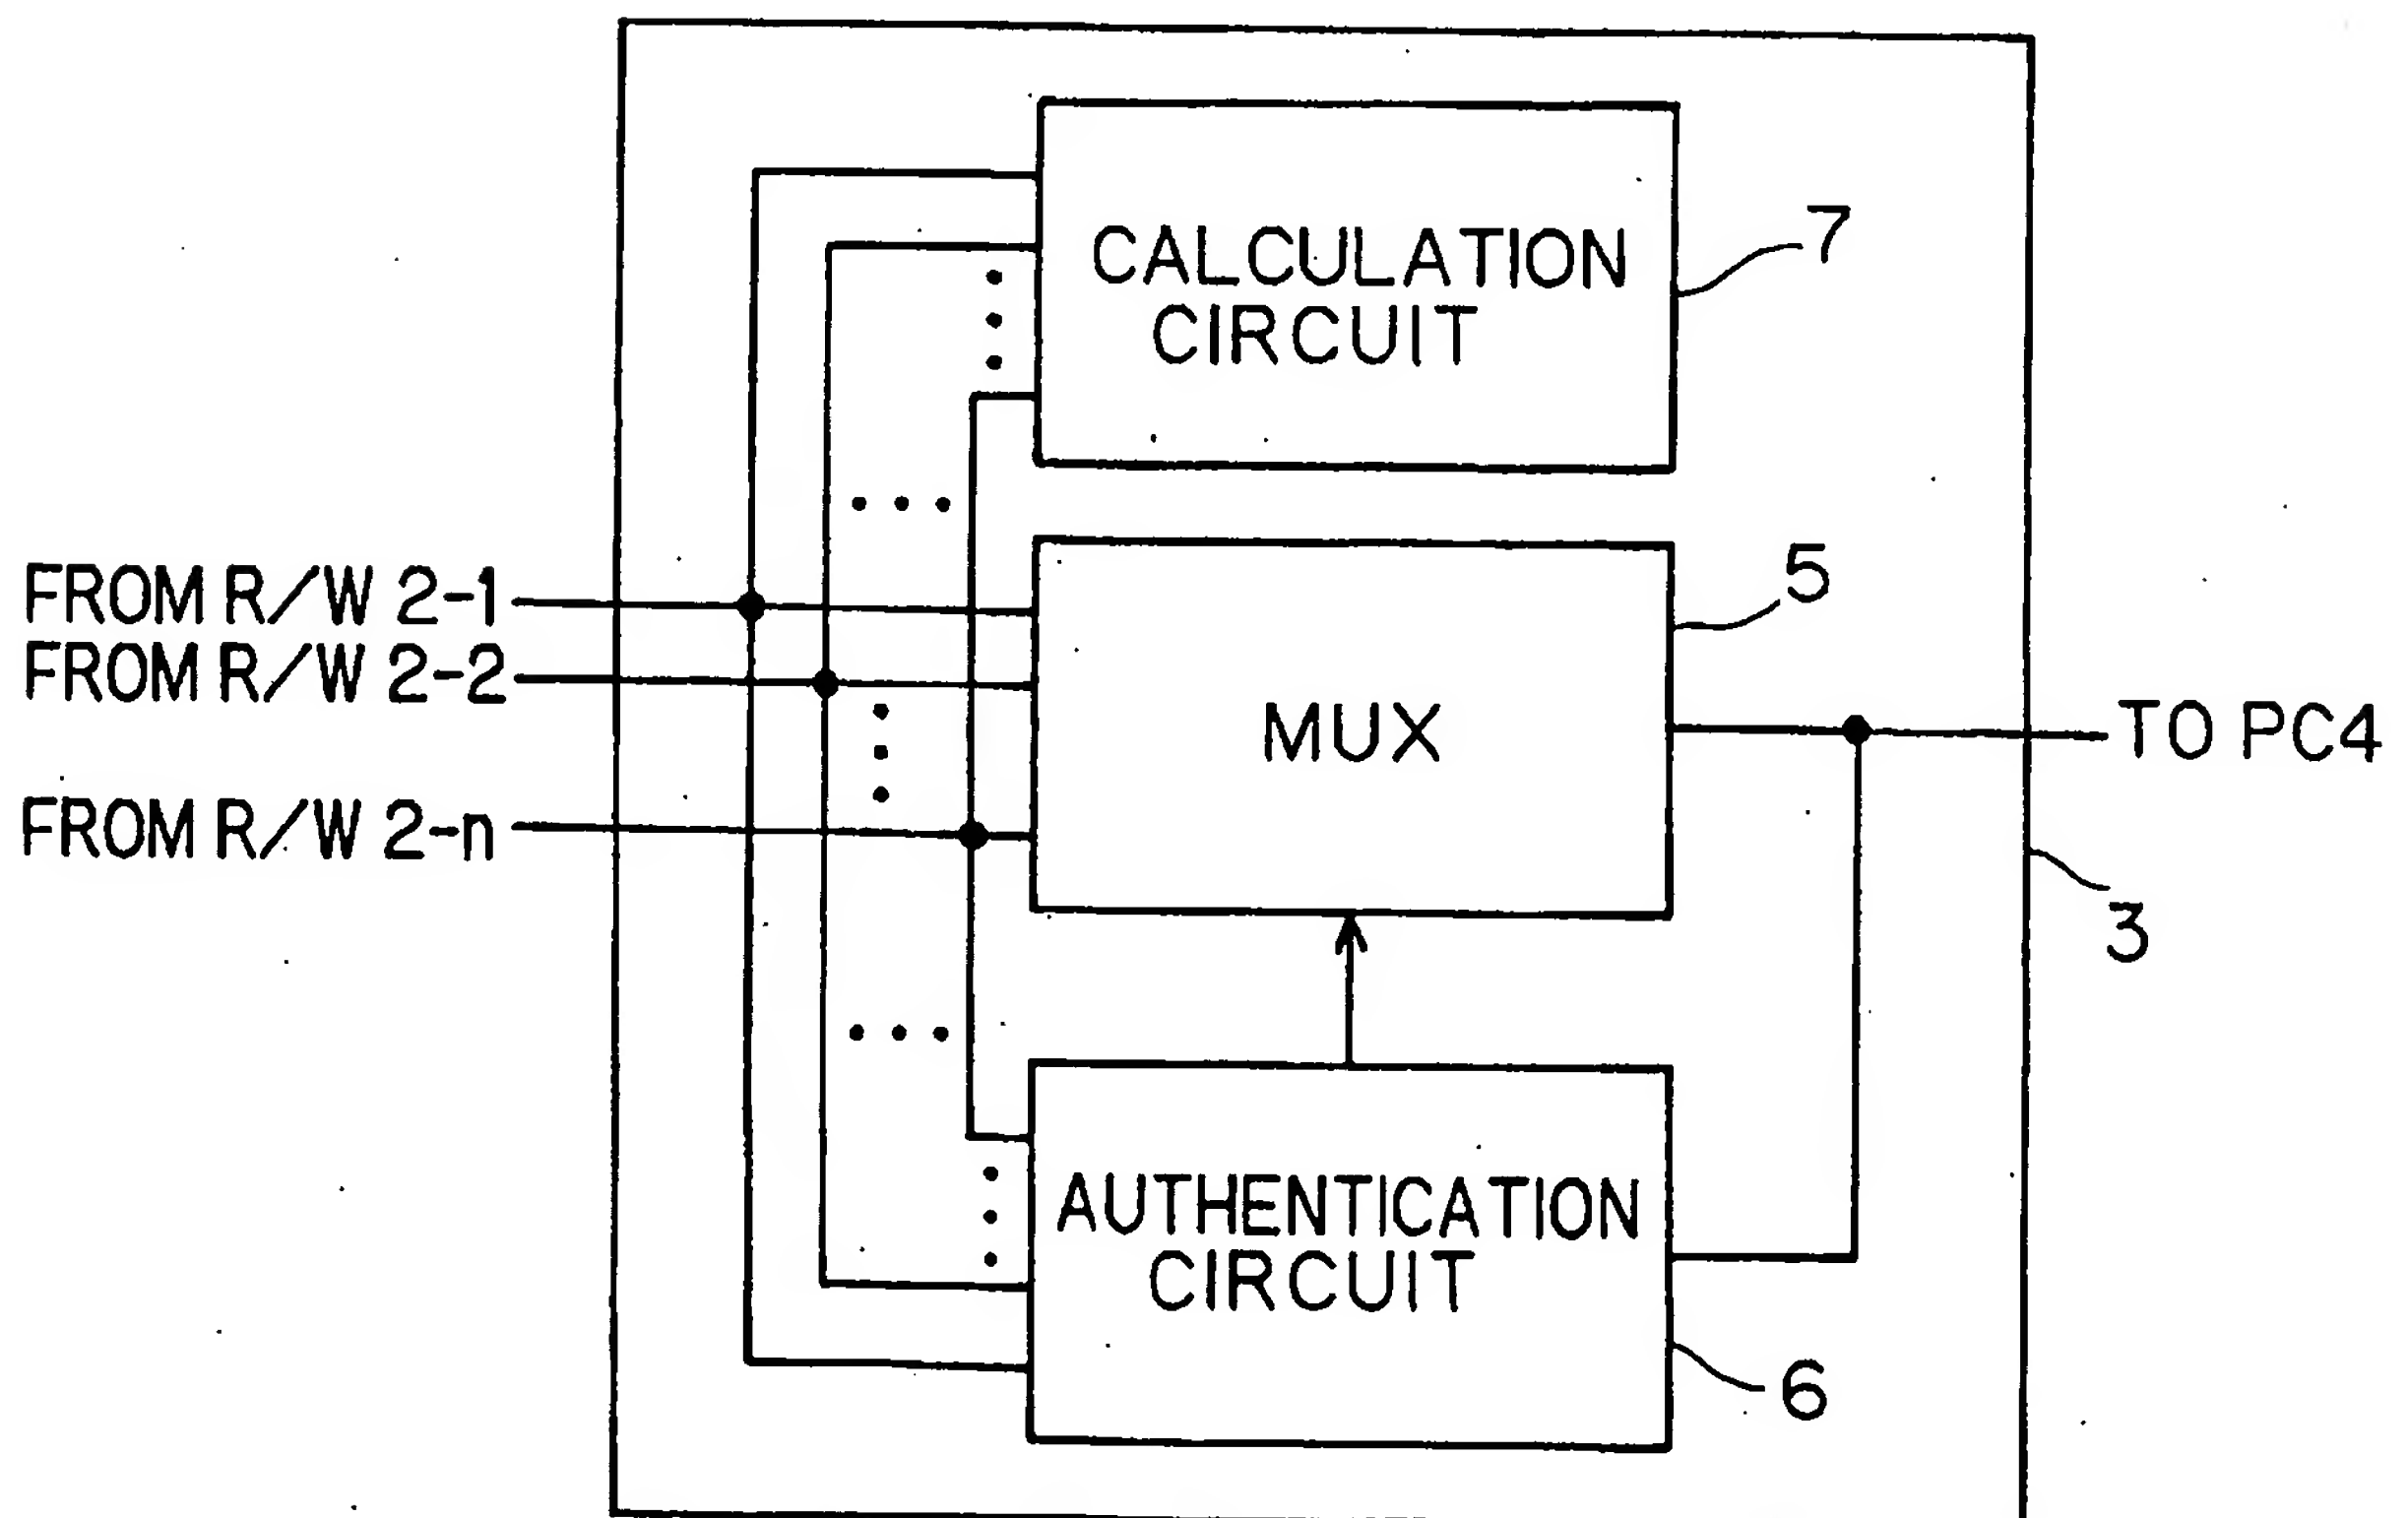 CALCULATION
CIRCUIT
7
FROM R/W 2-1
FROM R/W 2-2
FROM R/W 2-n
MUX
5
TO PC4
3
AUTHENTICATION
CIRCUIT
6